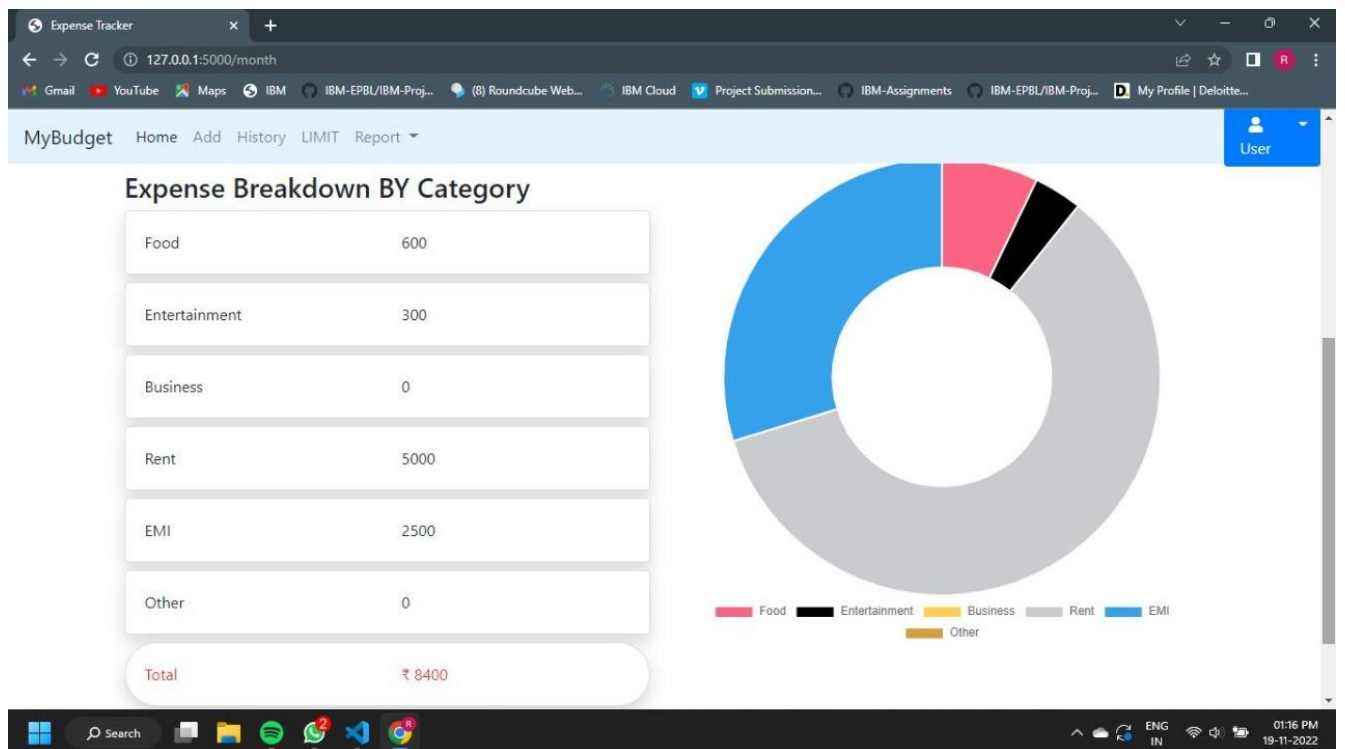 Expense Tracker
127.0.0.1:5000/month
R
Gmail YouTube Maps IBM IBM-EPBL/IBM-Proj... (8) Roundcube Web... IBM Cloud Project Submission... IBM-Assignments IBM-EPBL/IBM-Proj... D. My Profile | Deloitte...
MyBudget Home Add History LIMIT Report
User
Expense Breakdown BY Category
Food 600
Entertainment 300
Business 0
Rent 5000
EMI 2500
Other 0
Total ₹ 8400
Food Entertainment Business Rent EMI
Other
Search
2
R
ENG
IN
01:16 PM
19-11-2022